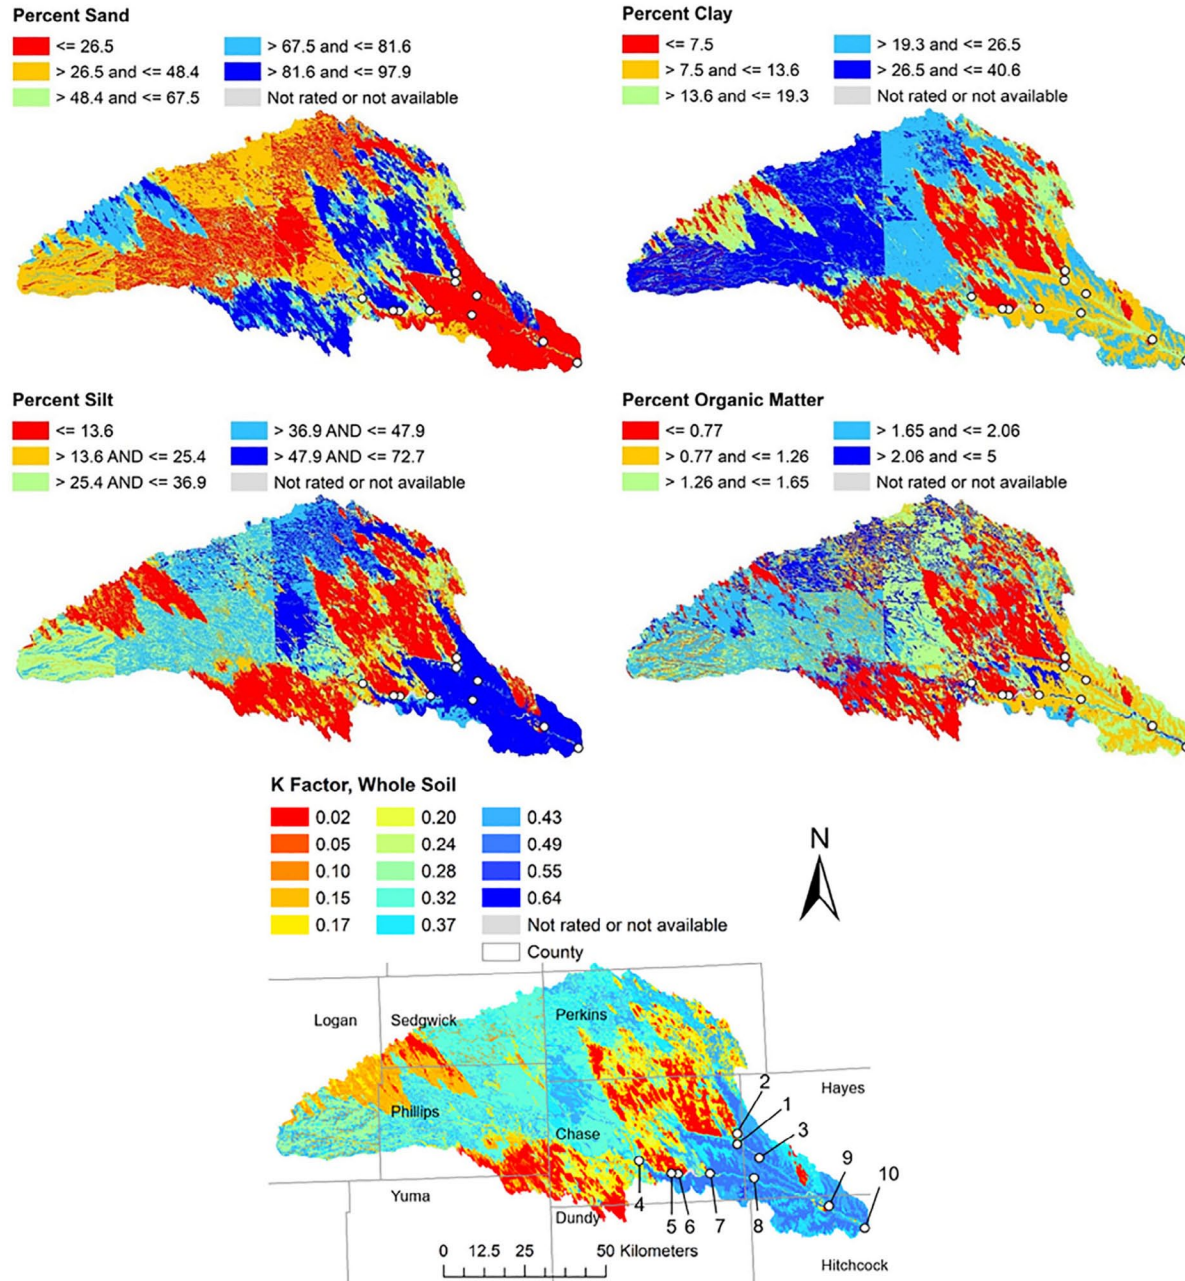 Percent Sand
<= 26.5
> 67.5 and <= 81.6
> 26.5 and <= 48.4
> 81.6 and <= 97.9
> 48.4 and <= 67.5
Not rated or not available
Percent Clay
<= 7.5
> 19.3 and <= 26.5
> 7.5 and <= 13.6
> 26.5 and <= 40.6
> 13.6 and <= 19.3
Not rated or not available
Percent Silt
<= 13.6
> 36.9 AND <= 47.9
> 13.6 AND <= 25.4
> 47.9 AND <= 72.7
> 25.4 AND <= 36.9
Not rated or not available
Percent Organic Matter
<= 0.77
> 1.65 and <= 2.06
> 0.77 and <= 1.26
> 2.06 and <= 5
> 1.26 and <= 1.65
Not rated or not available
K Factor, Whole Soil
0.02
0.20
0.43
0.05
0.24
0.49
0.10
0.28
0.55
0.15
0.32
0.64
0.17
0.37
Not rated or not available
County
N
Logan
Sedgwick
Perkins
Phillips
Hayes
2
1
Chase
3
Yuma
4
5
6
7
8
9
10
Dundy
0 12.5 25 50 Kilometers
Hitchcock